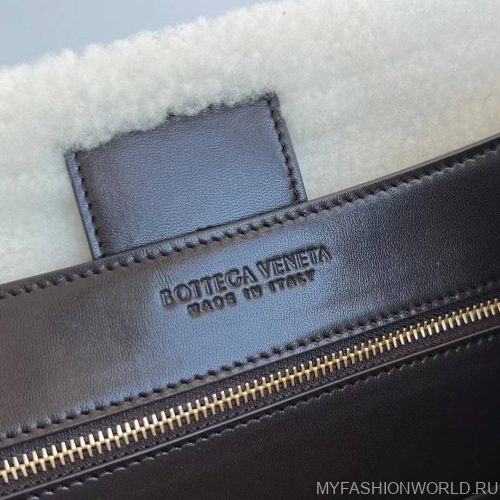 BOTTEGA VENETA
MADE IN ITALY
MYFASHIONWORLD.RU